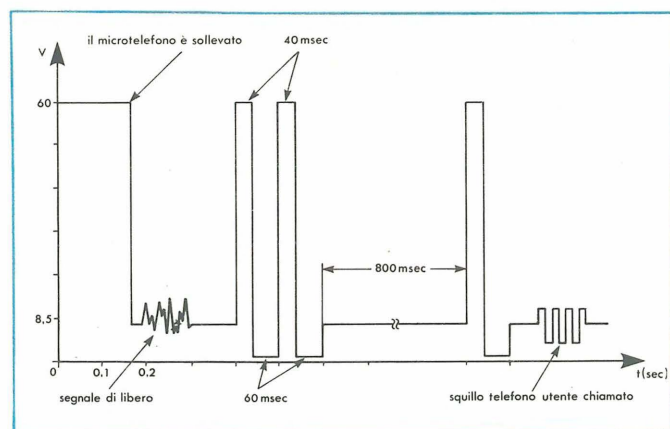 il microtelefono è sollevato
40 msec
V
60
800 msec
8,5
0
0,1
0,2
t(sec)
segnale di libero
60 msec
squillo telefono utente chiamato